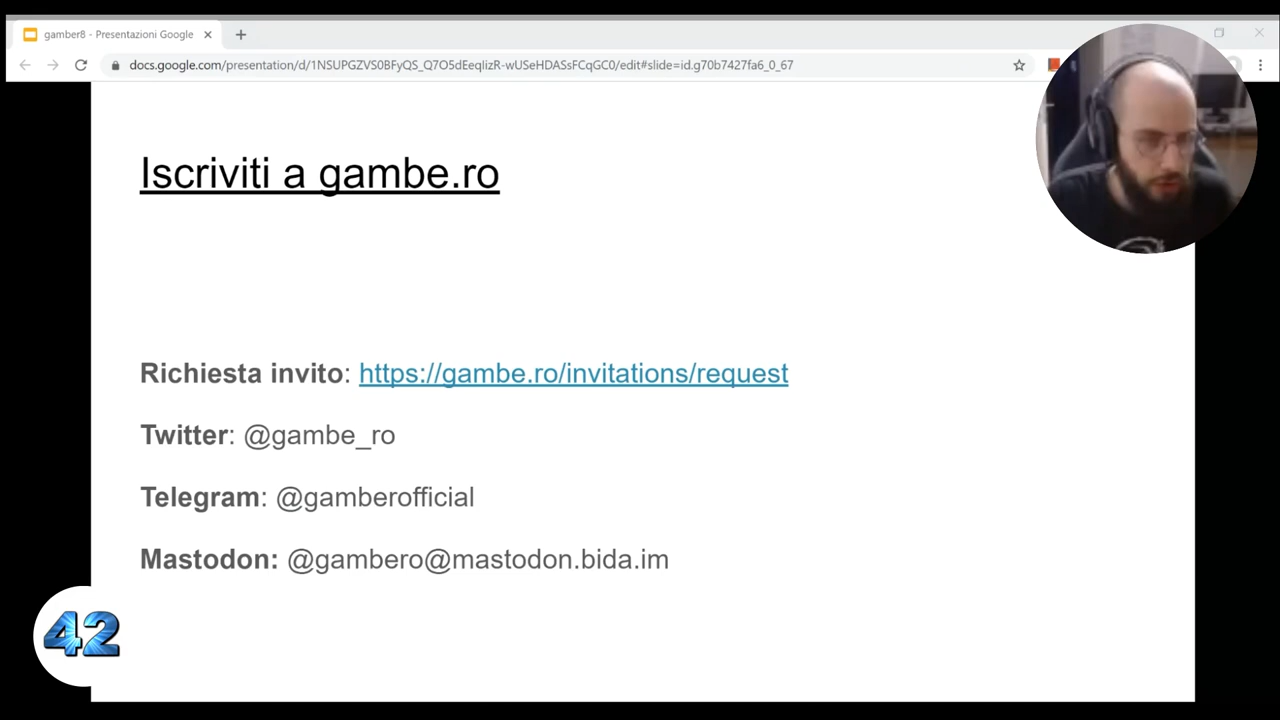 gamber8 - Presentazioni Google
docs.google.com/presentation/d/1NSUPGZVS0BFyQS_Q7O5dEeqIizR-wUSeHDASsFCqGC0/edit#slide=id.g70b7427fa6_0_67
Iscriviti a gambe.ro
Richiesta invito: https://gambe.ro/invitations/request
Twitter: @gambe_ro
Telegram: @gamberofficial
Mastodon: @gambero@mastodon.bida.im
42